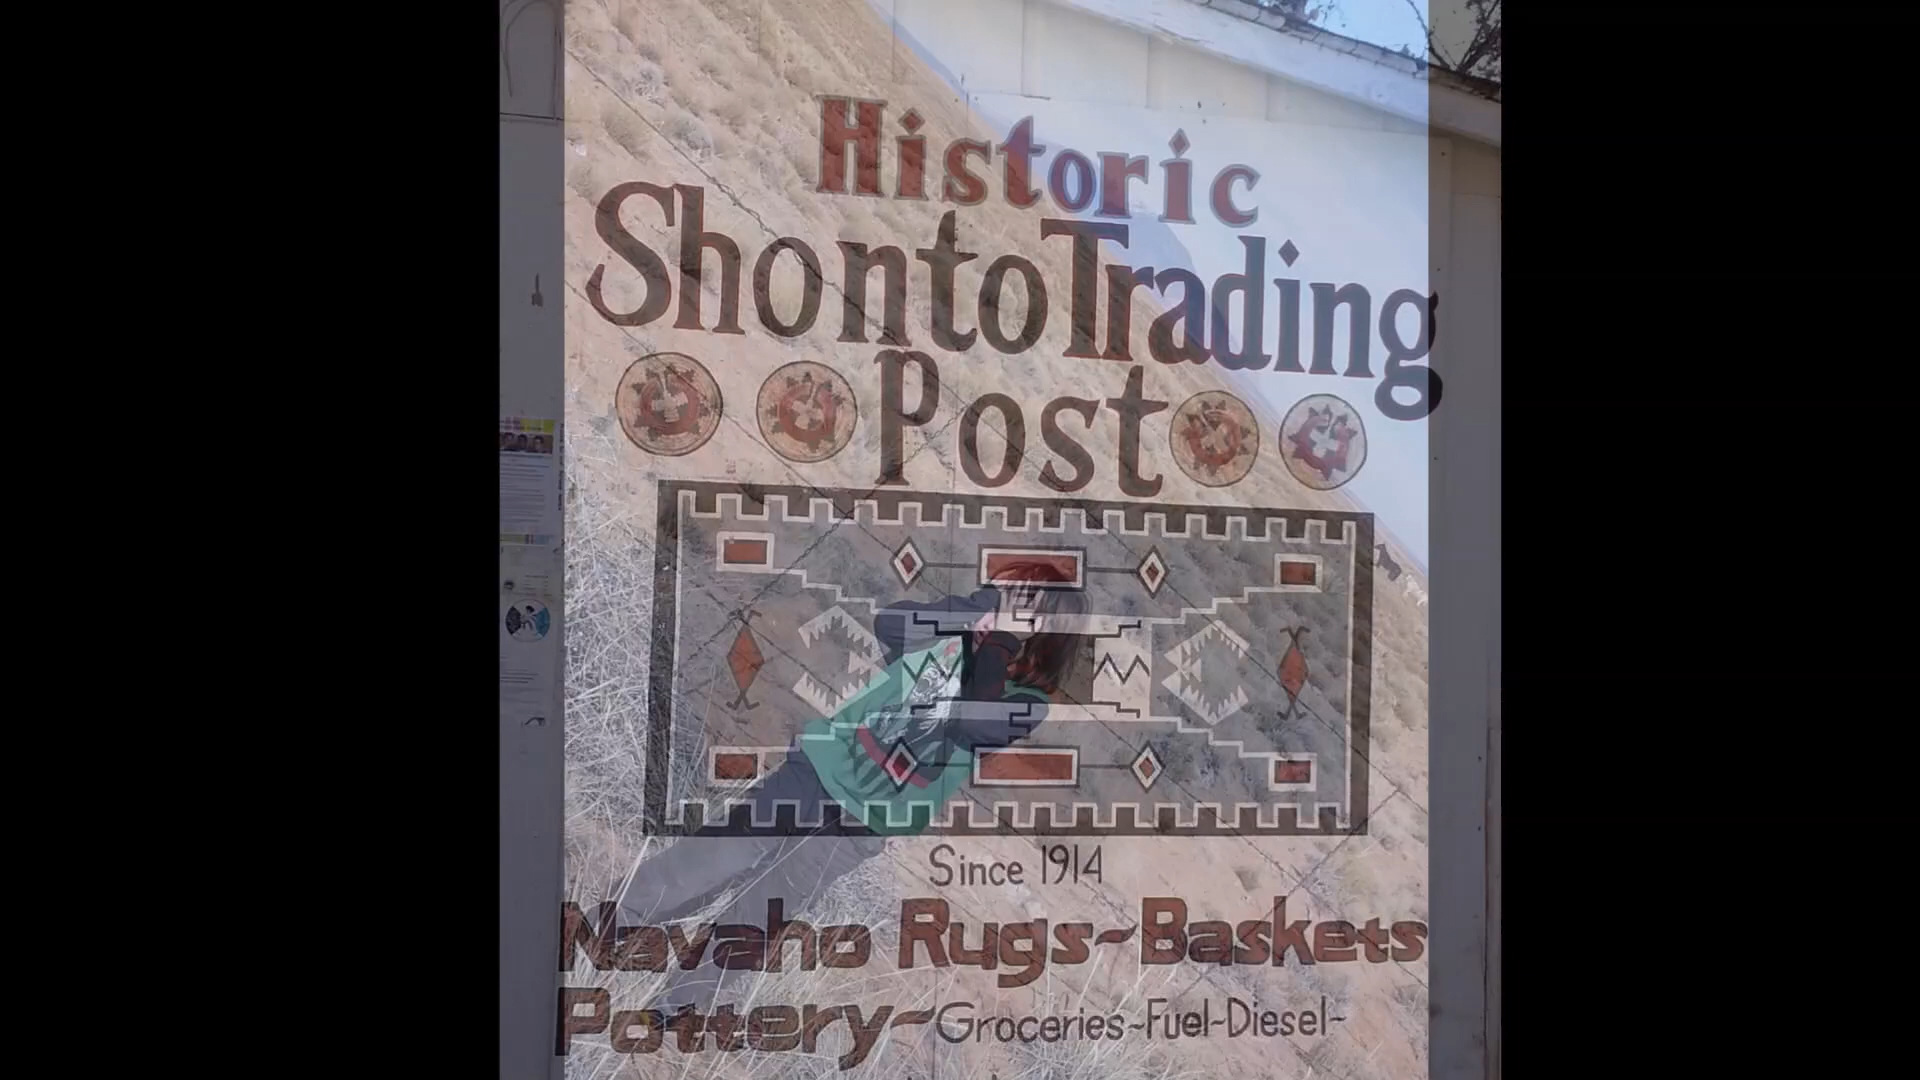 Historic
Shonto Trading
Post
Since 1914
Navaho Rugs~Baskets
Pottery~Groceries~Fuel~Diesel~